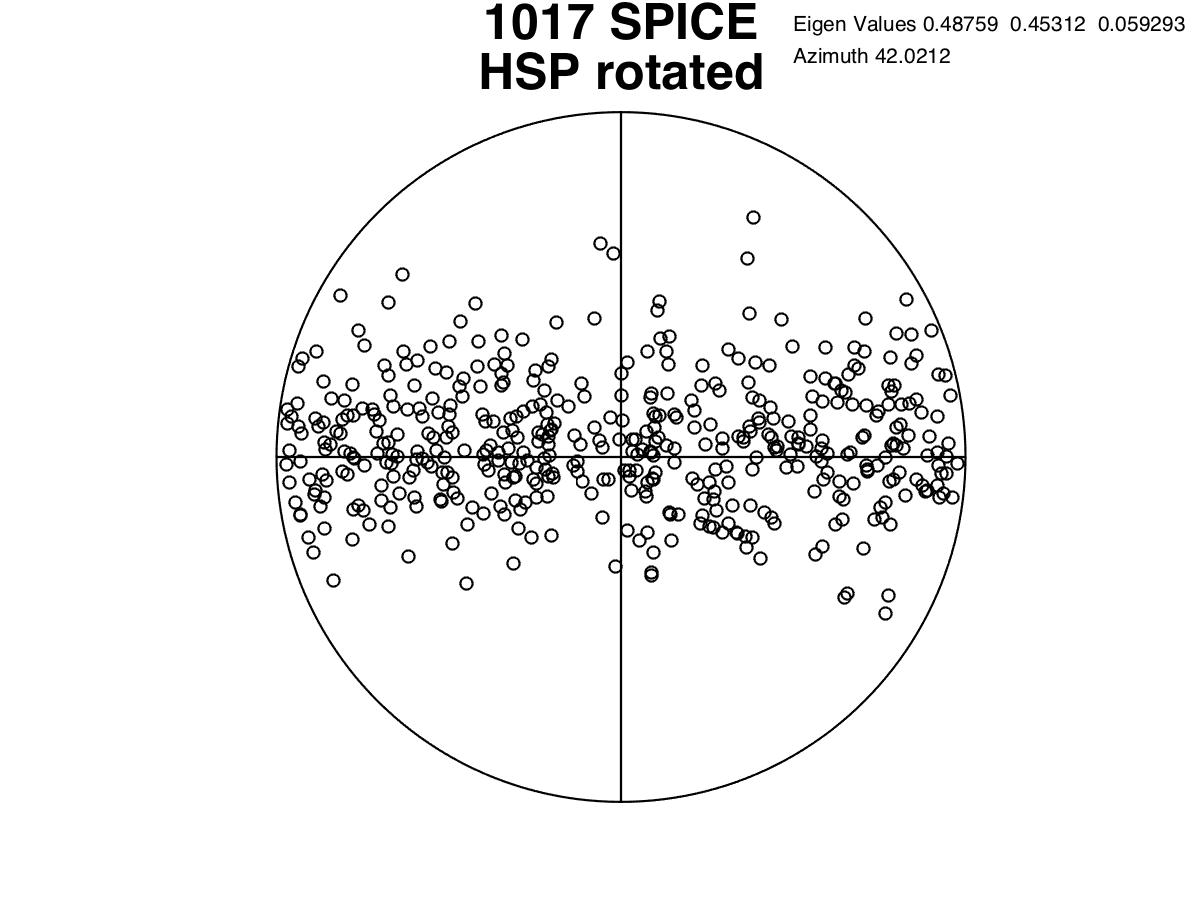 1017 SPICE
HSP rotated
Eigen Values 0.48759  0.45312  0.059293
Azimuth 42.0212